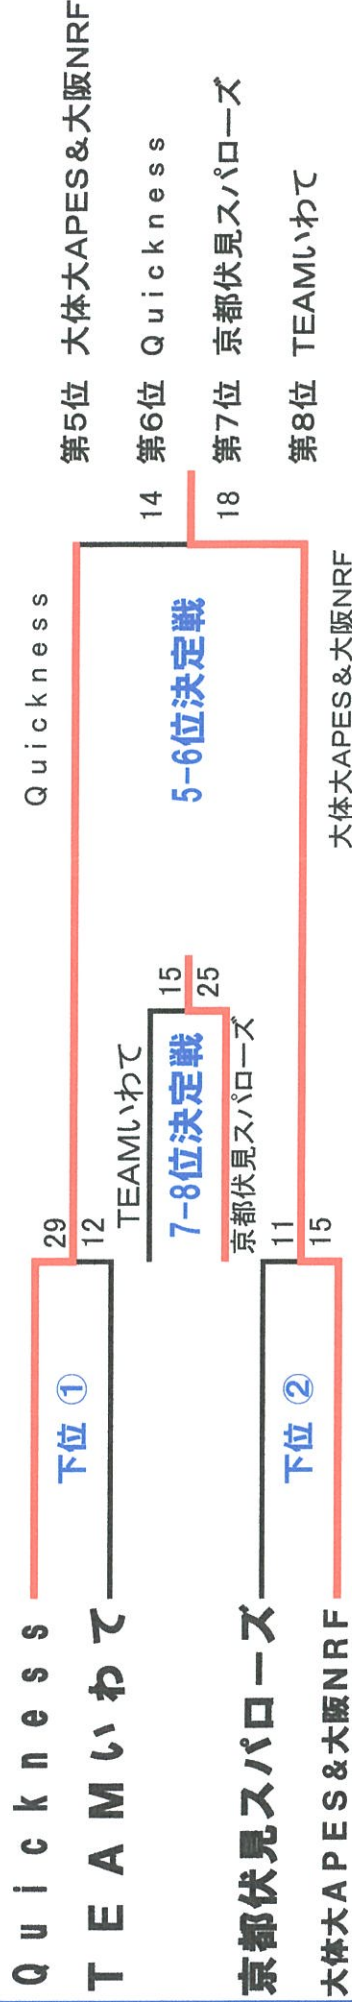 Quickness
TEAMいわて
京都伏見スパローズ
大体大APES&大阪NRF
下位 ①
29
12
下位 ②
11
15
TEAMいわて
7-8位決定戦
京都伏見スパローズ
15
25
Quickness
5-6位決定戦
大体大APES&大阪NRF
14
18
第5位 大体大APES&大阪NRF
第6位 Quickness
第7位 京都伏見スパローズ
第8位 TEAMいわて